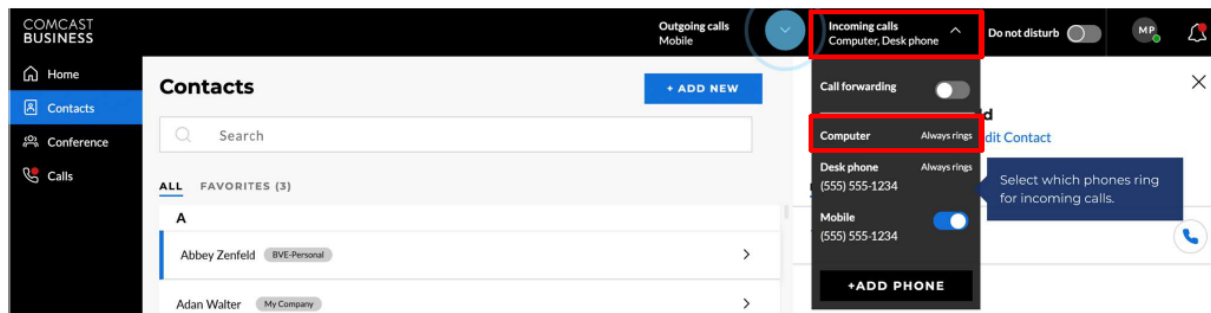 COMCAST
BUSINESS
Outgoing calls
Mobile
Incoming calls
Computer, Desk phone
Do not disturb
MP
Home
Contacts
Conference
Calls
Contacts
+ ADD NEW
Search
ALL FAVORITES (3)
A
Abbey Zenfeld BVE-Personal
Adan Walter My Company
Call forwarding
Computer Always rings
Desk phone Always rings
(555) 555-1234
Mobile
(555) 555-1234
+ADD PHONE
d
dit Contact
Select which phones ring
for incoming calls.